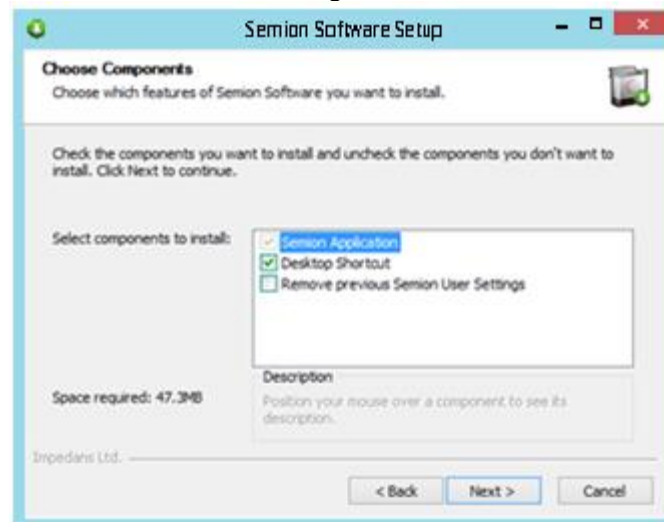 Semion Software Setup
Choose Components
Choose which features of Semion Software you want to install.
Check the components you want to install and uncheck the components you don't want to
install. Click Next to continue.
Select components to install:
Semion Application
Desktop Shortcut
Remove previous Semion User Settings
Space required: 47.3MB
Description
Position your mouse over a component to see its
description.
Impedans Ltd.
< Back
Next >
Cancel